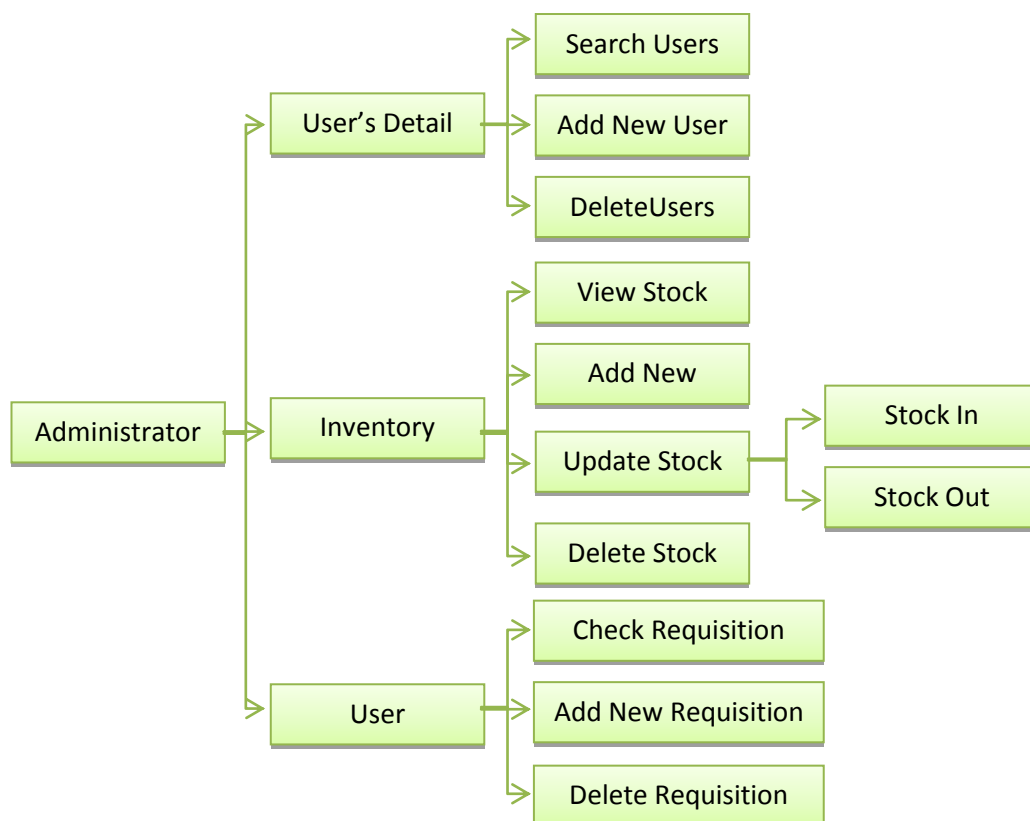 Search Users
User’s Detail
Add New User
DeleteUsers
View Stock
Add New
Administrator
Inventory
Update Stock
Stock In
Stock Out
Delete Stock
Check Requisition
User
Add New Requisition
Delete Requisition